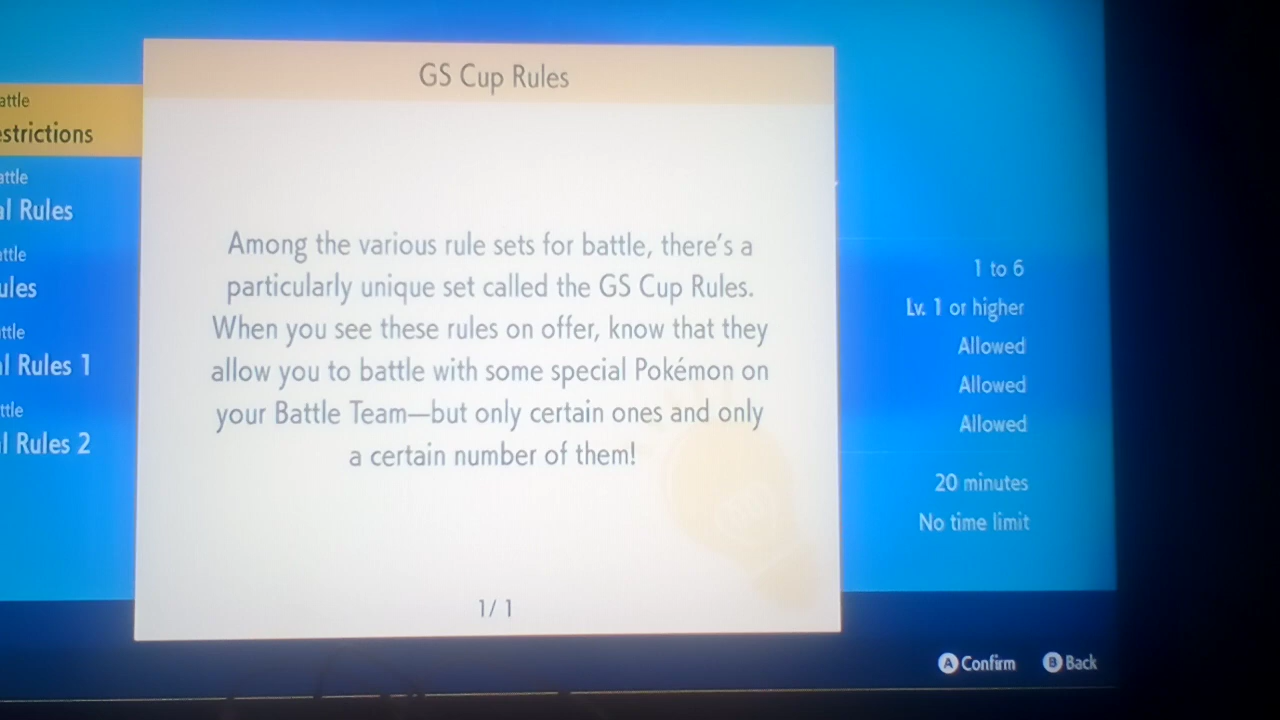 GS Cup Rules
Among the various rule sets for battle, there's a
particularly unique set called the GS Cup Rules.
When you see these rules on offer, know that they
allow you to battle with some special Pokémon on
your Battle Team—but only certain ones and only
a certain number of them!
1/1
attle
estrictions
attle
al Rules
attle
ules
ttle
l Rules 1
ttle
l Rules 2
1 to 6
Lv. 1 or higher
Allowed
Allowed
Allowed
20 minutes
No time limit
A Confirm B Back